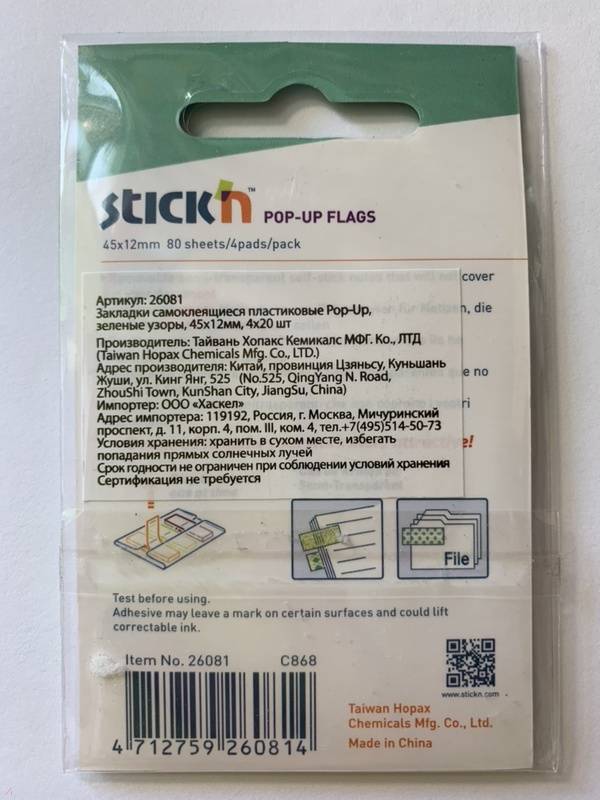 stick'n™ POP-UP FLAGS
45x12mm 80 sheets/4pads/pack
cover
die
Артикул: 26081
Закладки самоклеящиеся пластиковые Pop-Up,
зеленые узоры, 45х12мм, 4х20 шт
Производитель: Тайвань Хопакс Кемикалс МФГ. Ко., ЛТД
(Taiwan Hopax Chemicals Mfg. Co., LTD.)
Адрес производителя: Китай, провинция Цзяньсу, Куньшань
Жуши, ул. Кинг Янг, 525 (No.525, QingYang N. Road,
ZhouShi Town, KunShan City, JiangSu, China)
Импортер: ООО «Хаскел»
Адрес импортера: 119192, Россия, г. Москва, Мичуринский
проспект, д. 11, корп. 4, пом. III, ком. 4, тел.+7(495)514-50-73
Условия хранения: хранить в сухом месте, избегать
попадания прямых солнечных лучей
Срок годности не ограничен при соблюдении условий хранения
Сертификация не требуется
File
Test before using.
Adhesive may leave a mark on certain surfaces and could lift
correctable ink.
Item No. 26081 C868
4 712759 260814
www.stickn.com
Taiwan Hopax
Chemicals Mfg. Co., Ltd.
Made in China